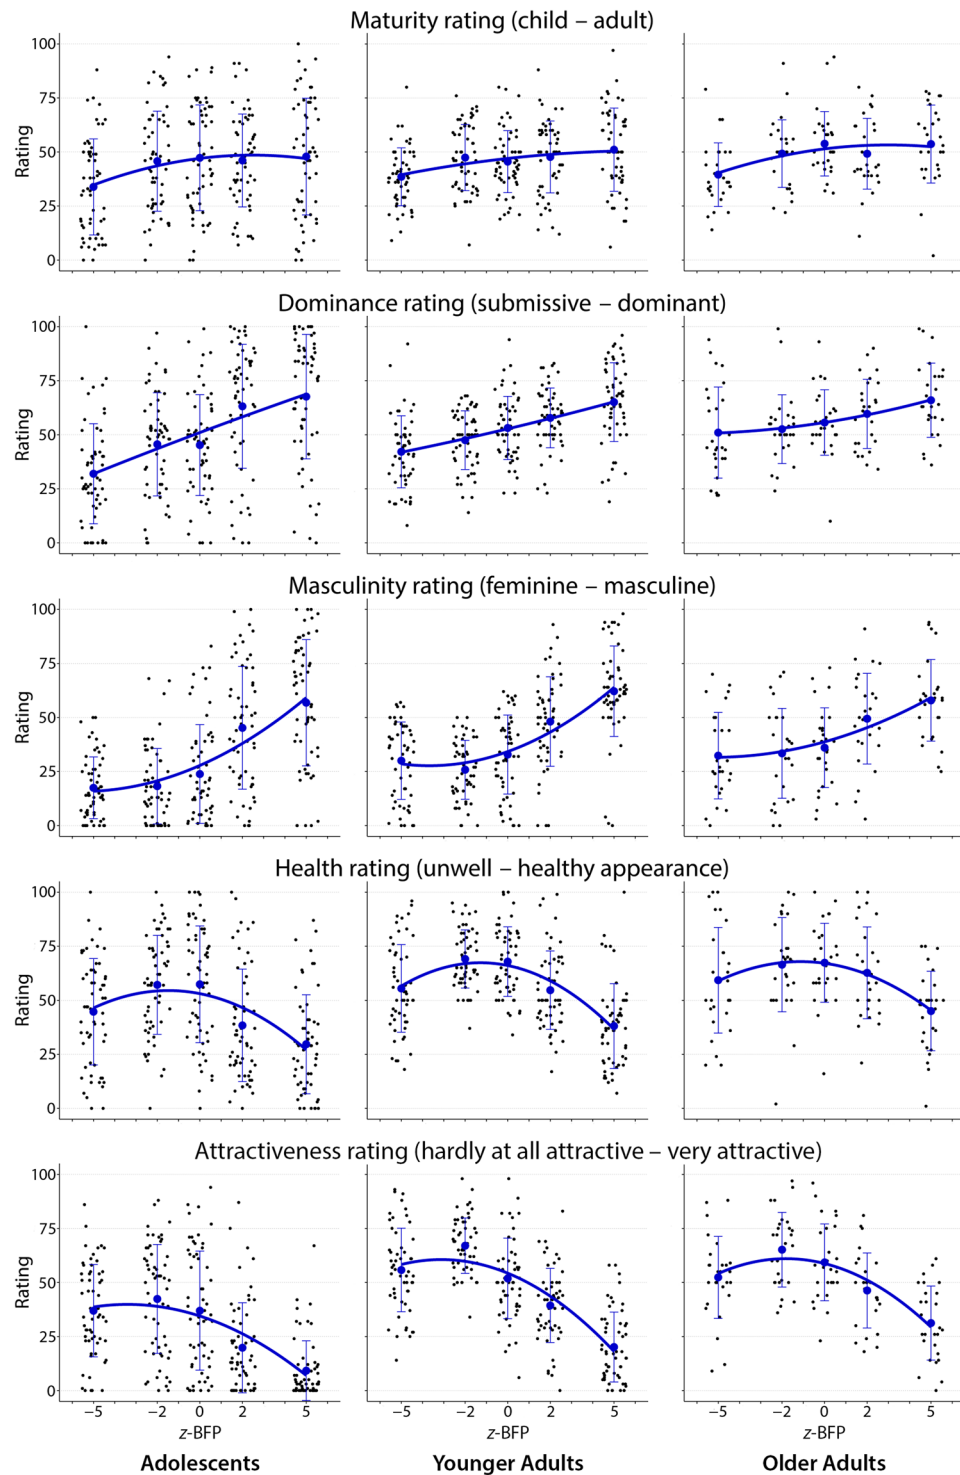 Maturity rating (child – adult)
Rating
100
75
50
25
0
Dominance rating (submissive – dominant)
Rating
100
75
50
25
0
Masculinity rating (feminine – masculine)
Rating
100
75
50
25
0
Health rating (unwell – healthy appearance)
Rating
100
75
50
25
0
Attractiveness rating (hardly at all attractive – very attractive)
Rating
100
75
50
25
0
−5 −2 0 2 5 −5 −2 0 2 5 −5 −2 0 2 5
z-BFP z-BFP z-BFP
Adolescents Younger Adults Older Adults